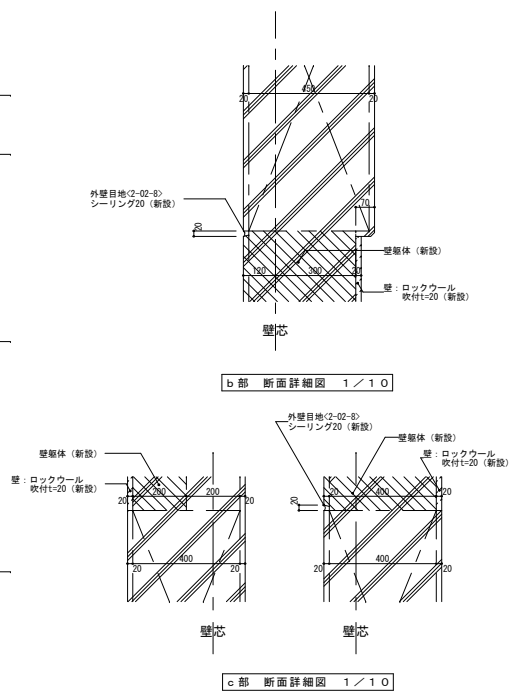 450
20
20
外壁目地<2-02-8>
シーリング20（新設）
70
20
壁躯体（新設）
120
300
20
壁：ロックウール
吹付t=20（新設）
壁芯
b部 断面詳細図 1／10
外壁目地<2-02-8>
シーリング20（新設）
壁躯体（新設）
壁躯体（新設）
壁：ロックウール
吹付t=20（新設）
壁：ロックウール
吹付t=20（新設）
20
200
200
20
20
20
400
20
400
20
400
20
20
400
20
壁芯
壁芯
c部 断面詳細図 1／10